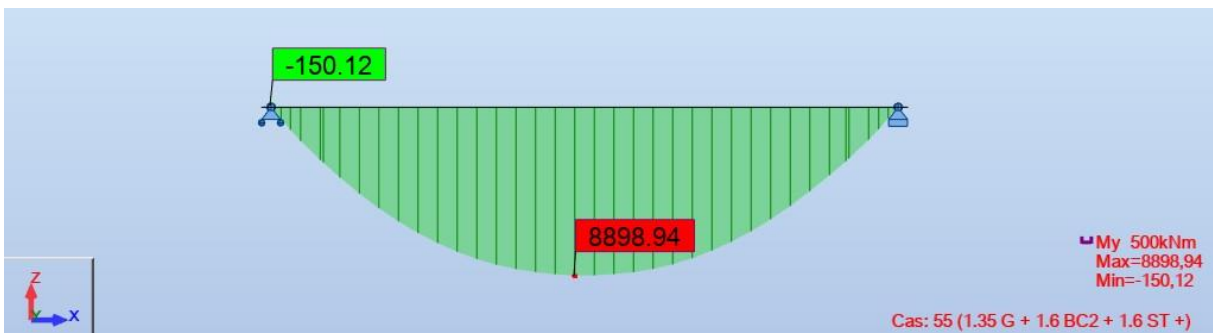 -150.12
8898.94
My 500kNm
Max=8898,94
Min=-150,12
Z
Y
X
Cas: 55 (1.35 G + 1.6 BC2 + 1.6 ST +)